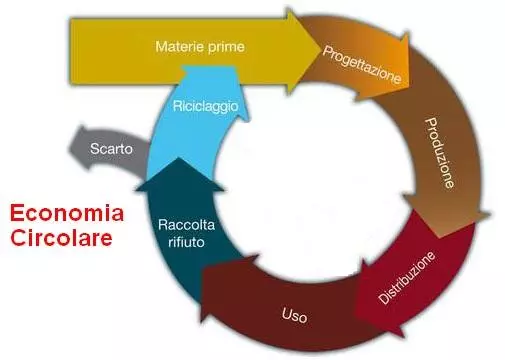 Materie prime
Progettazione
Produzione
Distribuzione
Uso
Raccolta
rifiuto
Riciclaggio
Scarto
Economia
Circolare